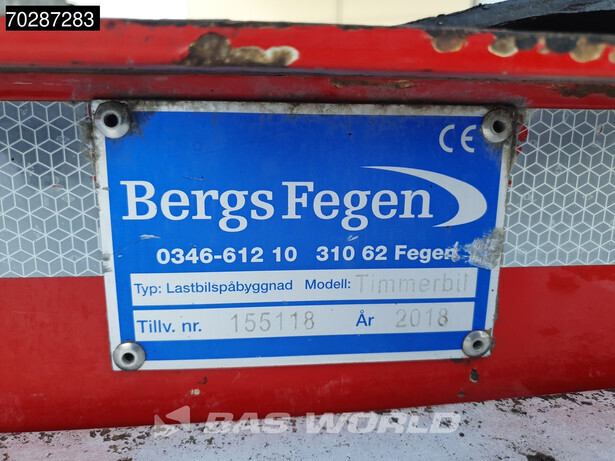 70287283
CE
Bergs Fegen
0346-612 10 310 62 Fegen
Typ: Lastbilspåbyggnad Modell: Timmerbil
Tillv. nr. 155118 År 2018
BAS WORLD